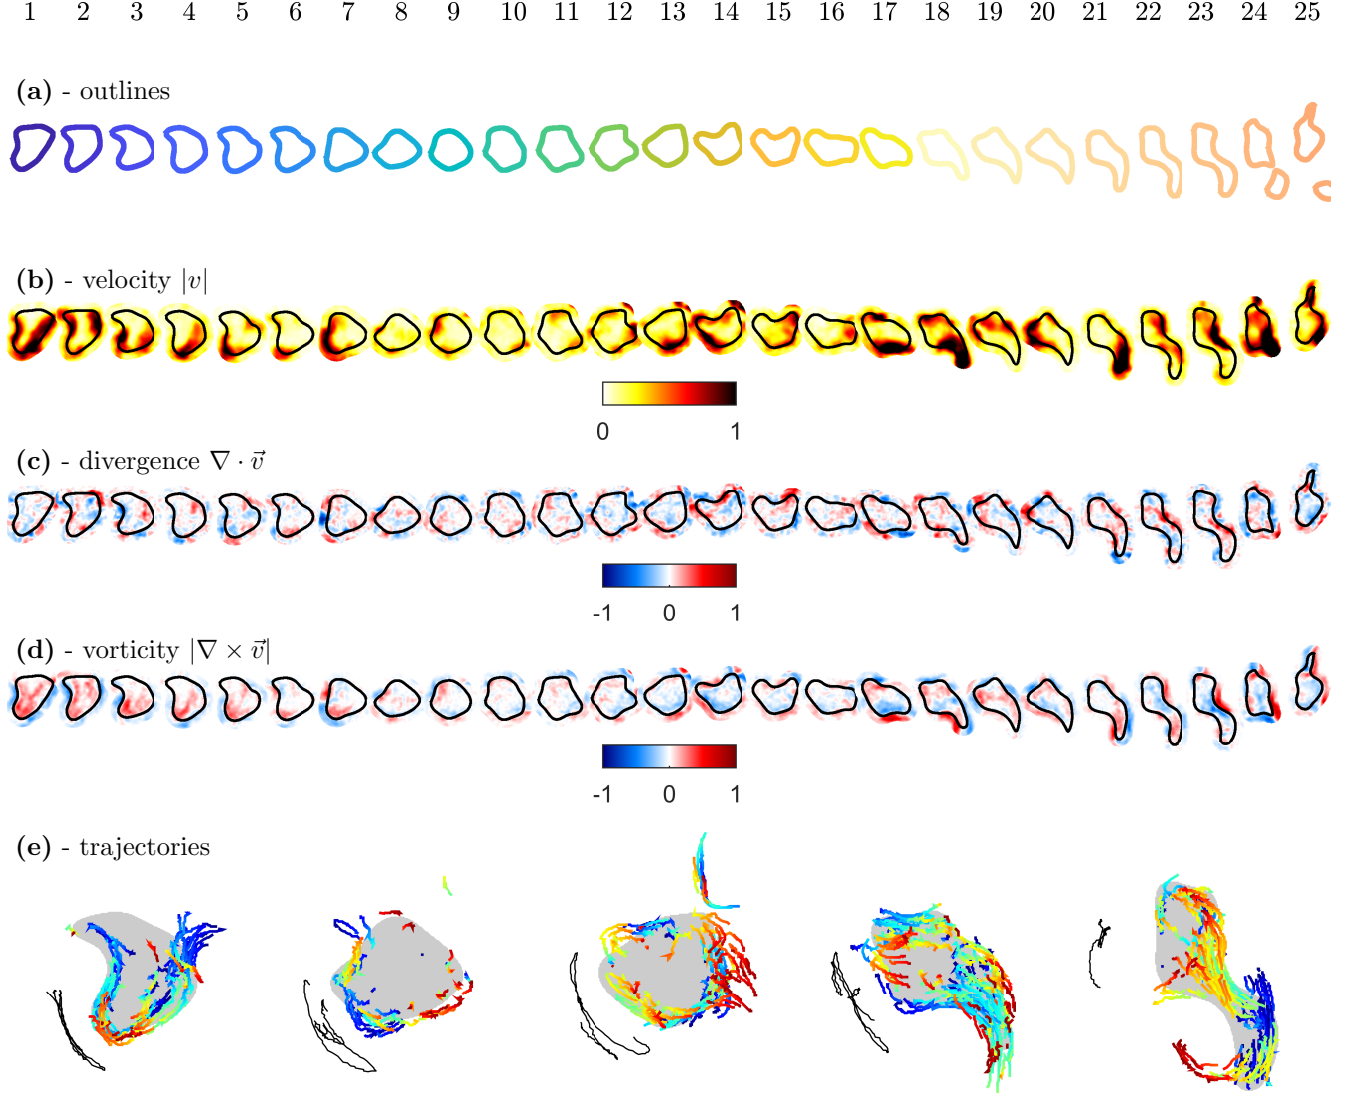 1 2 3 4 5 6 7 8 9 10 11 12 13 14 15 16 17 18 19 20 21 22 23 24 25
(a) - outlines
(b) - velocity |v|
0 1
(c) - divergence ∇ · v⃗
-1 0 1
(d) - vorticity |∇ × v⃗|
-1 0 1
(e) - trajectories